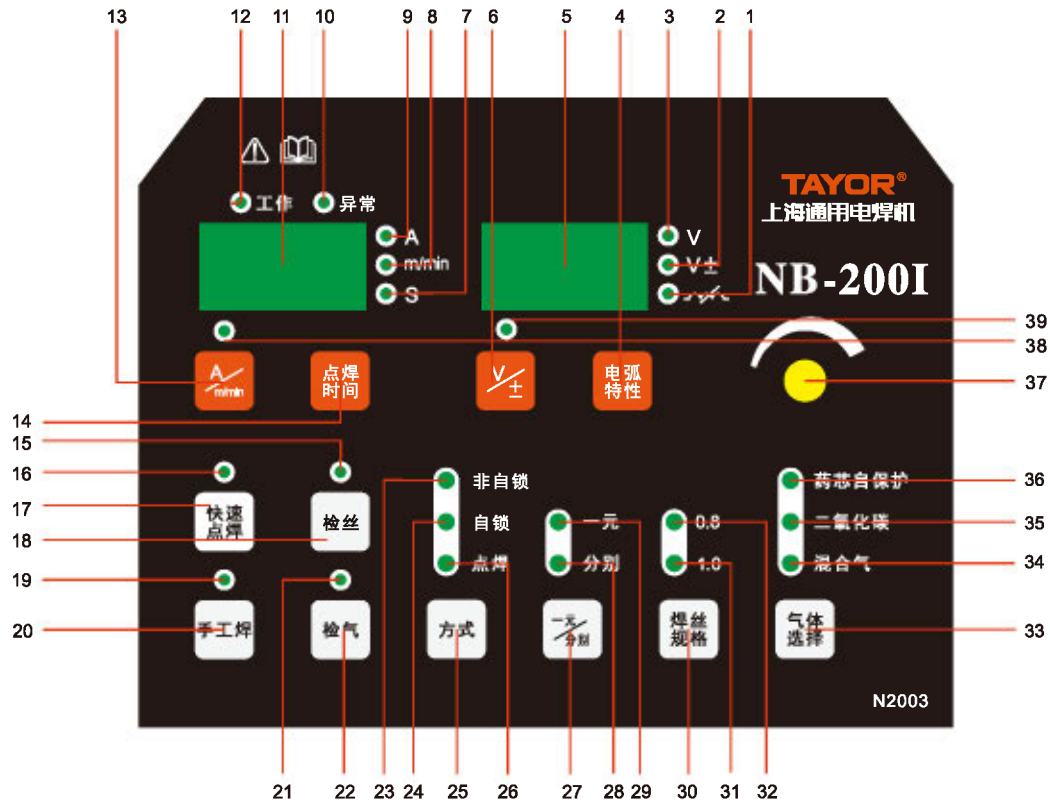 13 12 11 10 9 8 7 6 5 4 3 2 1
TAYOR®
上海通用电焊机
工作 异常
A V
m/min V±
S
NB-200I
39
38
A/m/min
点焊
时间
V/±
电弧
特性
37
14
15
16
17
快速
点焊
检丝
18
非自锁
自锁
点焊
一元
分别
0.8
1.0
药芯自保护
36
二氧化碳
35
混合气
34
19
20
手工焊
检气
方式
一元/分别
焊丝
规格
气体
选择
33
N2003
21 22 23 24 25 26 27 28 29 30 31 32